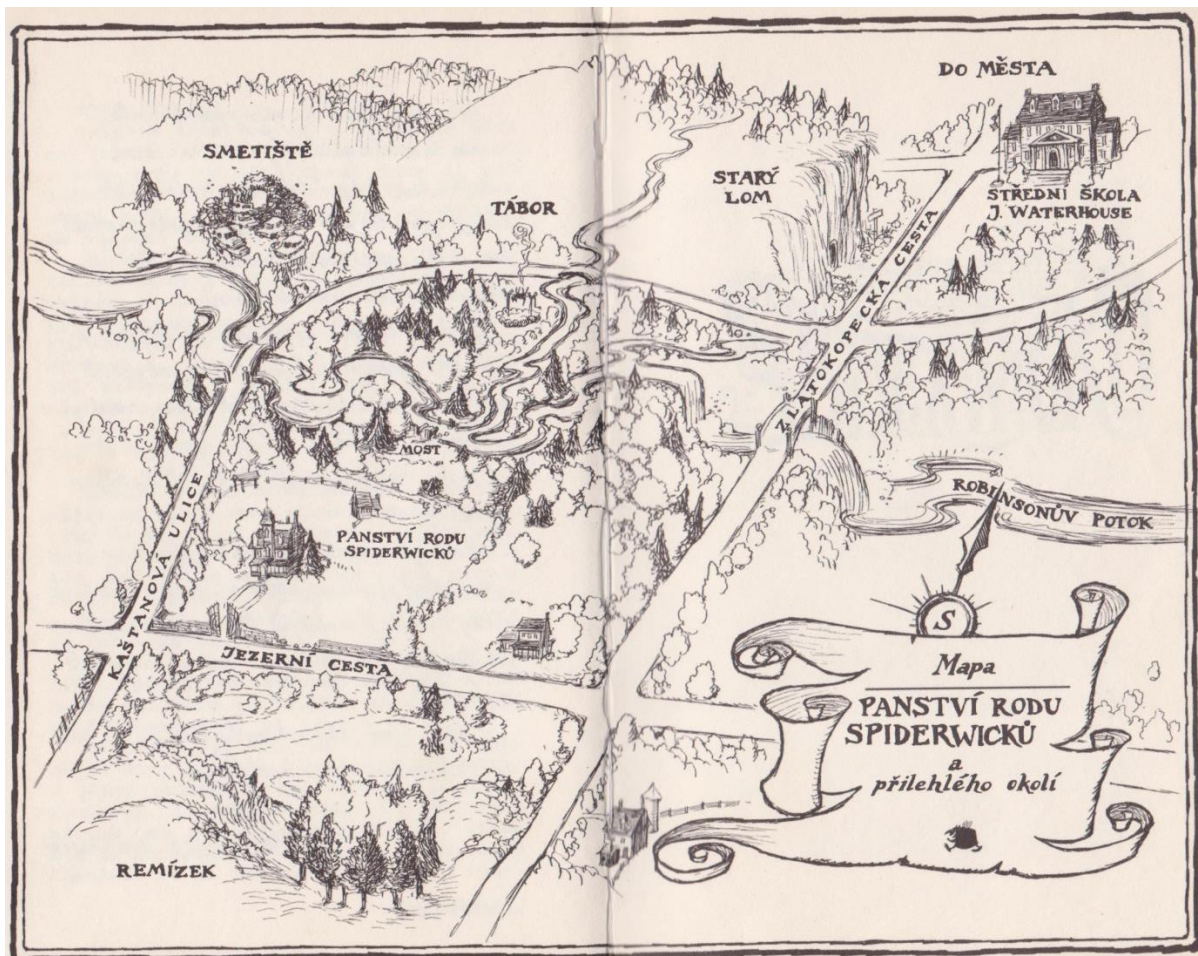 DO MĚSTA
SMETIŠTĚ
TÁBOR
STARÝ
LOM
STŘEDNÍ ŠKOLA
J. WATERHOUSE
ZLATOKOPECKÁ CESTA
MOST
KAŠTANOVA ULICE
PANSTVÍ RODU
SPIDERWICKŮ
ROBINSONŮV POTOK
JEZERNÍ CESTA
S
Mapa
PANSTVÍ RODU
SPIDERWICKŮ
a
přilehlého okolí
REMÍZEK